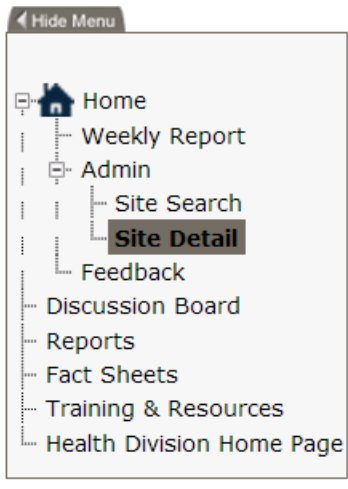 Hide Menu
Home
Weekly Report
Admin
Site Search
Site Detail
Feedback
Discussion Board
Reports
Fact Sheets
Training & Resources
Health Division Home Page